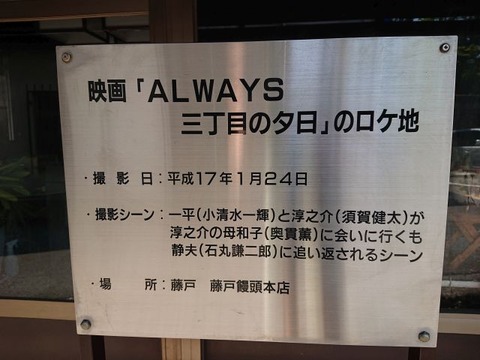 映画「ALWAYS
三丁目の夕日」のロケ地
・撮影日:平成17年1月24日
・撮影シーン:一平(小清水一輝)と淳之介(須賀健太)が
淳之介の母和子(奥貫薫)に会いに行くも
静夫(石丸謙二郎)に追い返されるシーン
・場 所:藤戸 藤戸饅頭本店